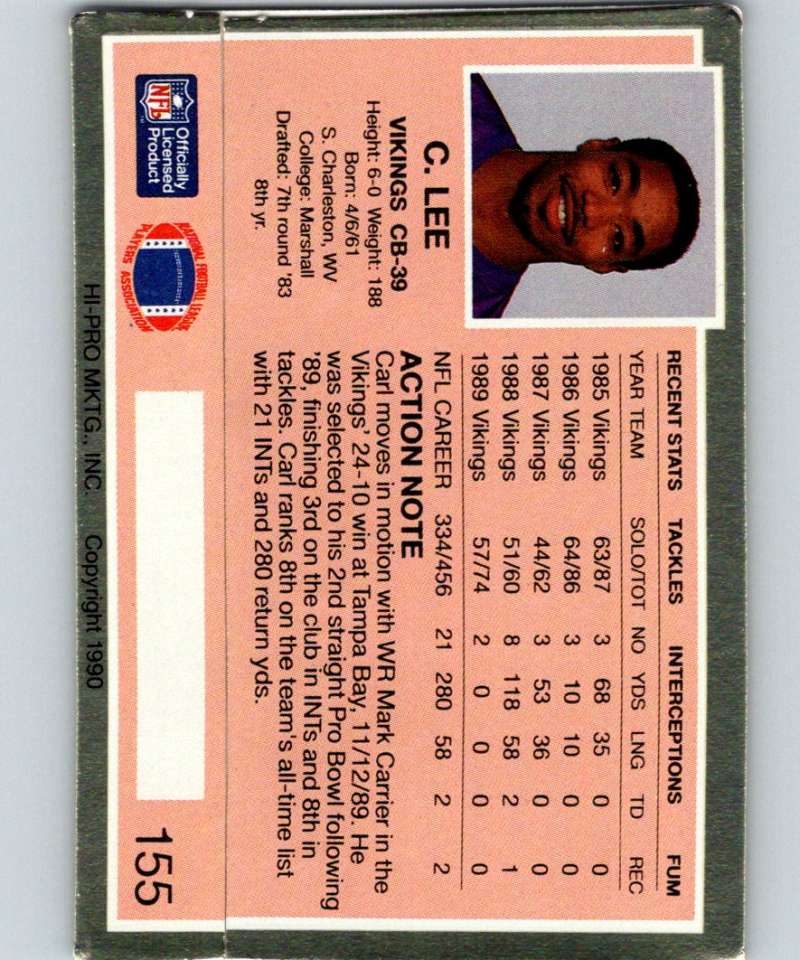 C. LEE
VIKINGS CB-39
Height: 6-0 Weight: 188
Born: 4/6/61
S. Charleston, WV
College: Marshall
Drafted: 7th round '83
8th yr.
NFL
Officially
Licensed
Product
NATIONAL FOOTBALL LEAGUE
PLAYERS ASSOCIATION
RECENT STATS TACKLES INTERCEPTIONS FUM
YEAR TEAM SOLO/TOT NO YDS LNG TD REC
1985 Vikings 63/87 3 68 35 0 0
1986 Vikings 64/86 3 10 10 0 0
1987 Vikings 44/62 3 53 36 0 0
1988 Vikings 51/60 8 118 58 2 1
1989 Vikings 57/74 2 0 0 0 0
NFL CAREER 334/456 21 280 58 2 2
ACTION NOTE
Carl moves in motion with WR Mark Carrier in the
Vikings' 24-10 win at Tampa Bay, 11/12/89. He
was selected to his 2nd straight Pro Bowl following
'89, finishing 3rd on the club in INTs and 8th in
tackles. Carl ranks 8th on the team's all-time list
with 21 INTs and 280 return yds.
155
HI-PRO MKTG., INC. Copyright 1990